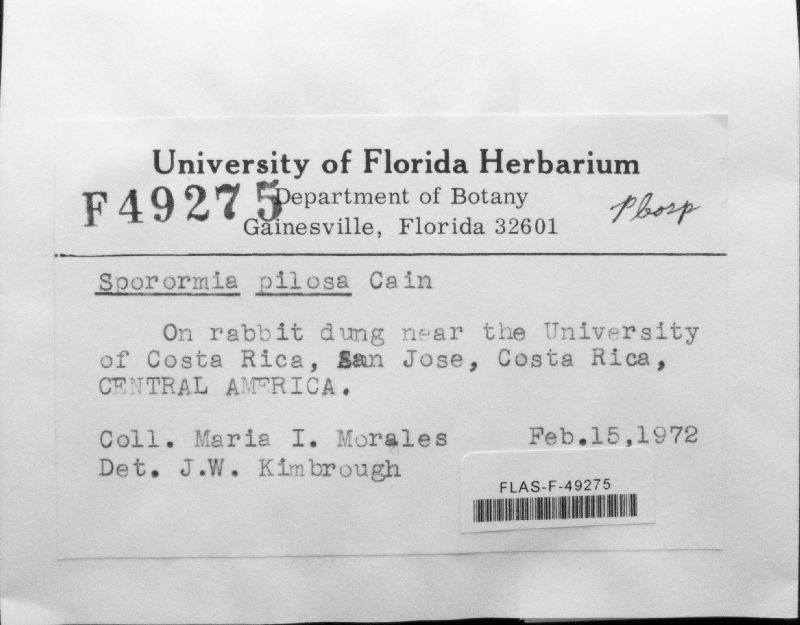 University of Florida Herbarium
F49275
Department of Botany
Gainesville, Florida 32601
Sporormia pilosa Cain
On rabbit dung near the University
of Costa Rica, San Jose, Costa Rica,
CENTRAL AMERICA.
Coll. Maria I. Morales Feb.15,1972
Det. J.W. Kimbrough
FLAS-F-49275